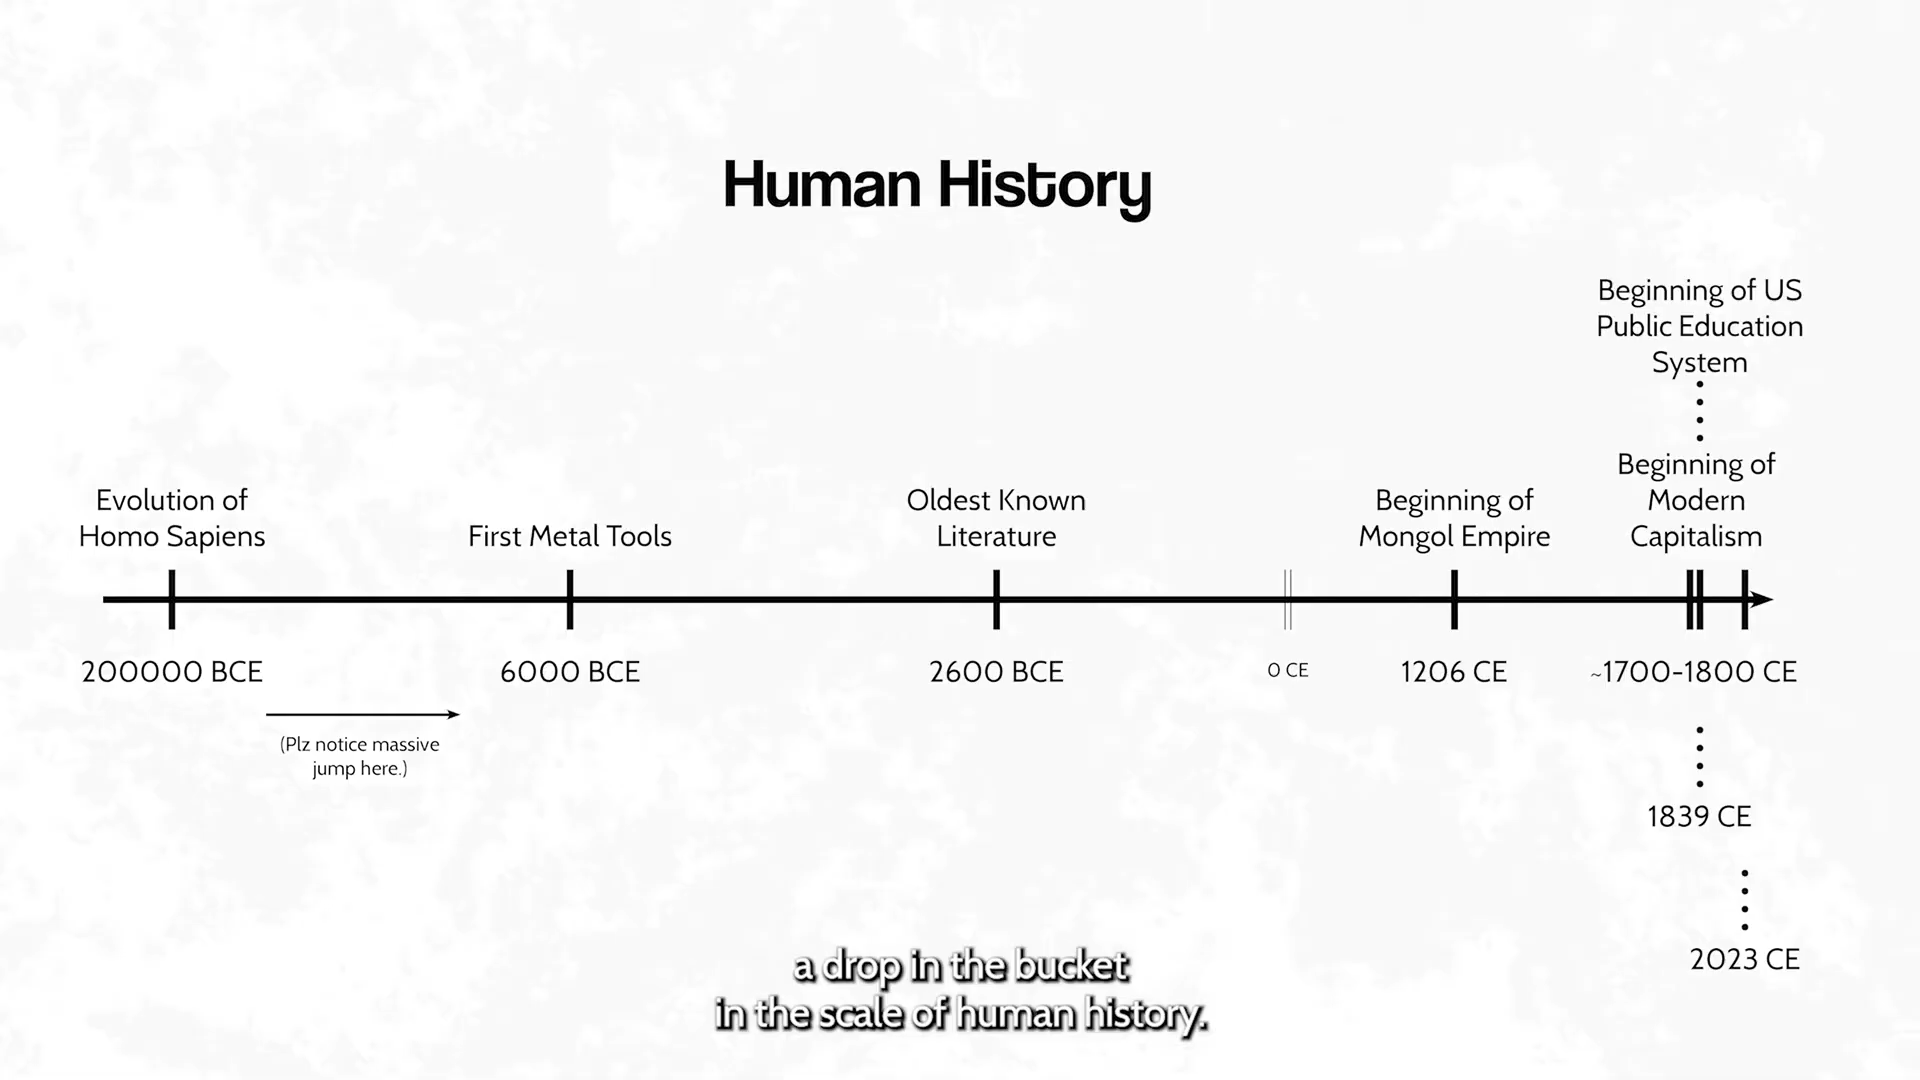 Human History
Beginning of US
Public Education
System
Beginning of
Modern
Capitalism
Evolution of
Homo Sapiens
First Metal Tools
Oldest Known
Literature
Beginning of
Mongol Empire
200000 BCE
6000 BCE
2600 BCE
0 CE
1206 CE
~1700-1800 CE
(Plz notice massive
jump here.)
1839 CE
2023 CE
a drop in the bucket
in the scale of human history.